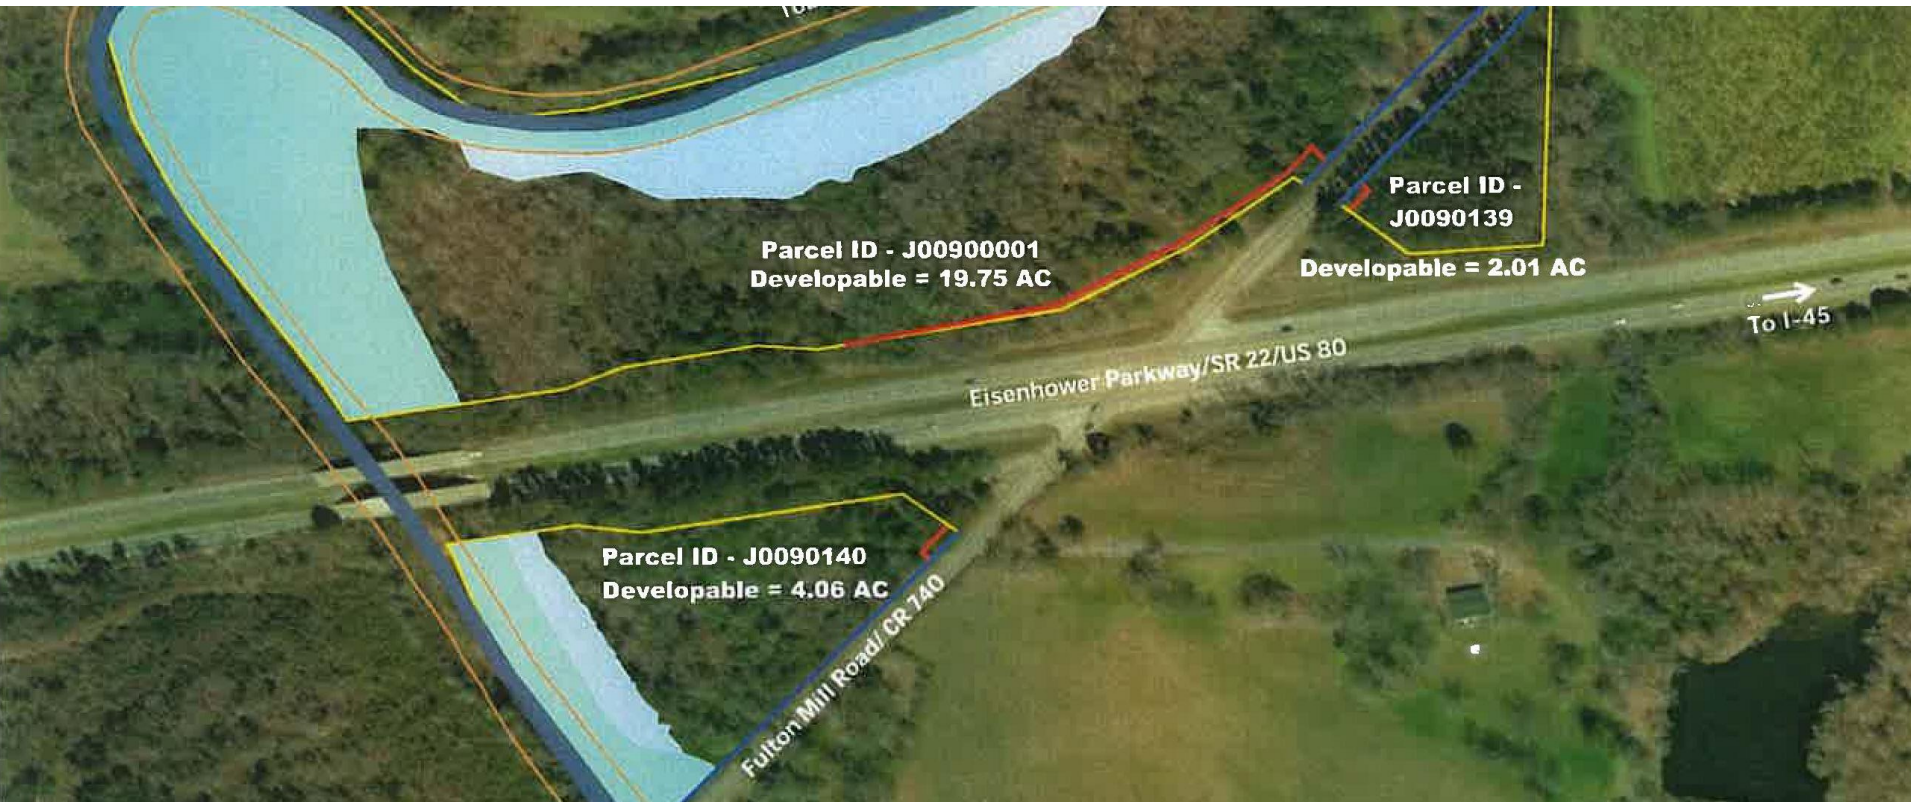 Parcel ID -
J0090139
Parcel ID - J00900001
Developable = 19.75 AC
Developable = 2.01 AC
To I-45
Eisenhower Parkway/SR 22/US 80
Parcel ID - J0090140
Developable = 4.06 AC
Fulton Mill Road/ CR 740